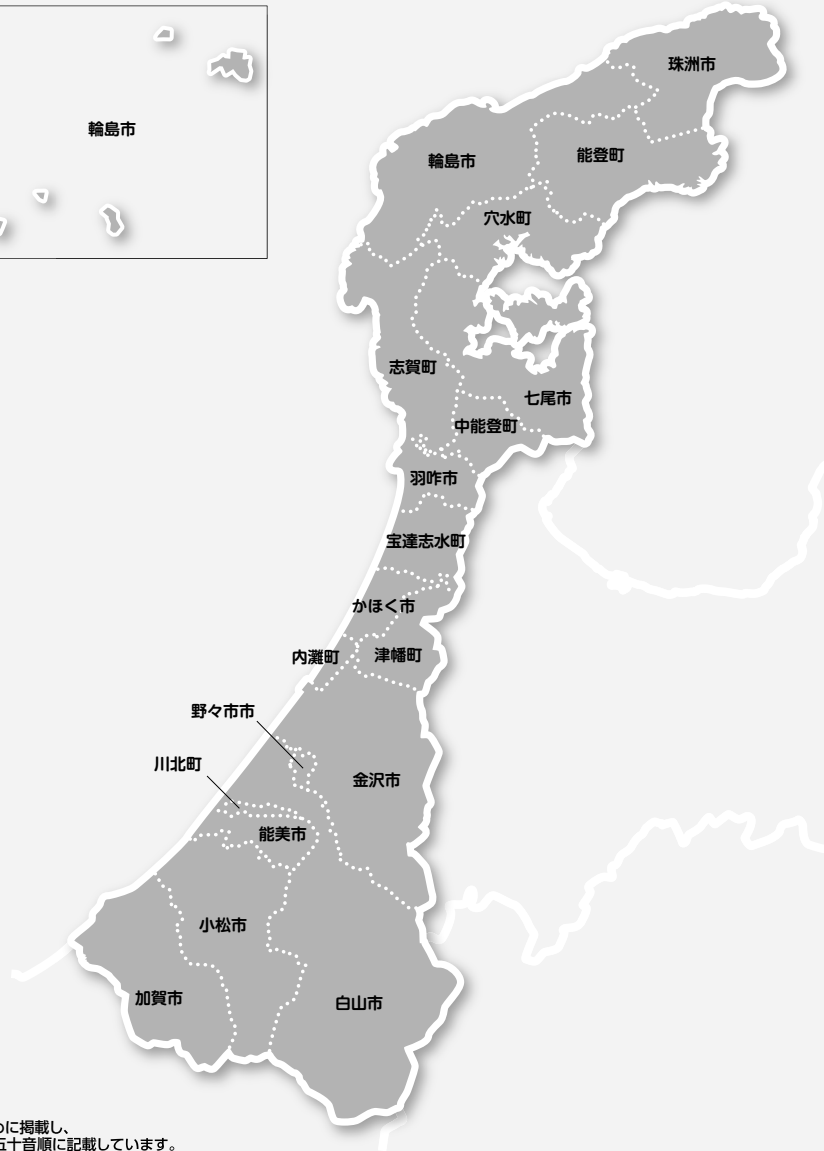 輪島市
珠洲市
輪島市
能登町
穴水町
志賀町
七尾市
中能登町
羽咋市
宝達志水町
かほく市
内灘町
津幡町
野々市市
川北町
金沢市
能美市
小松市
加賀市
白山市
に掲載し、
五十音順に記載しています。